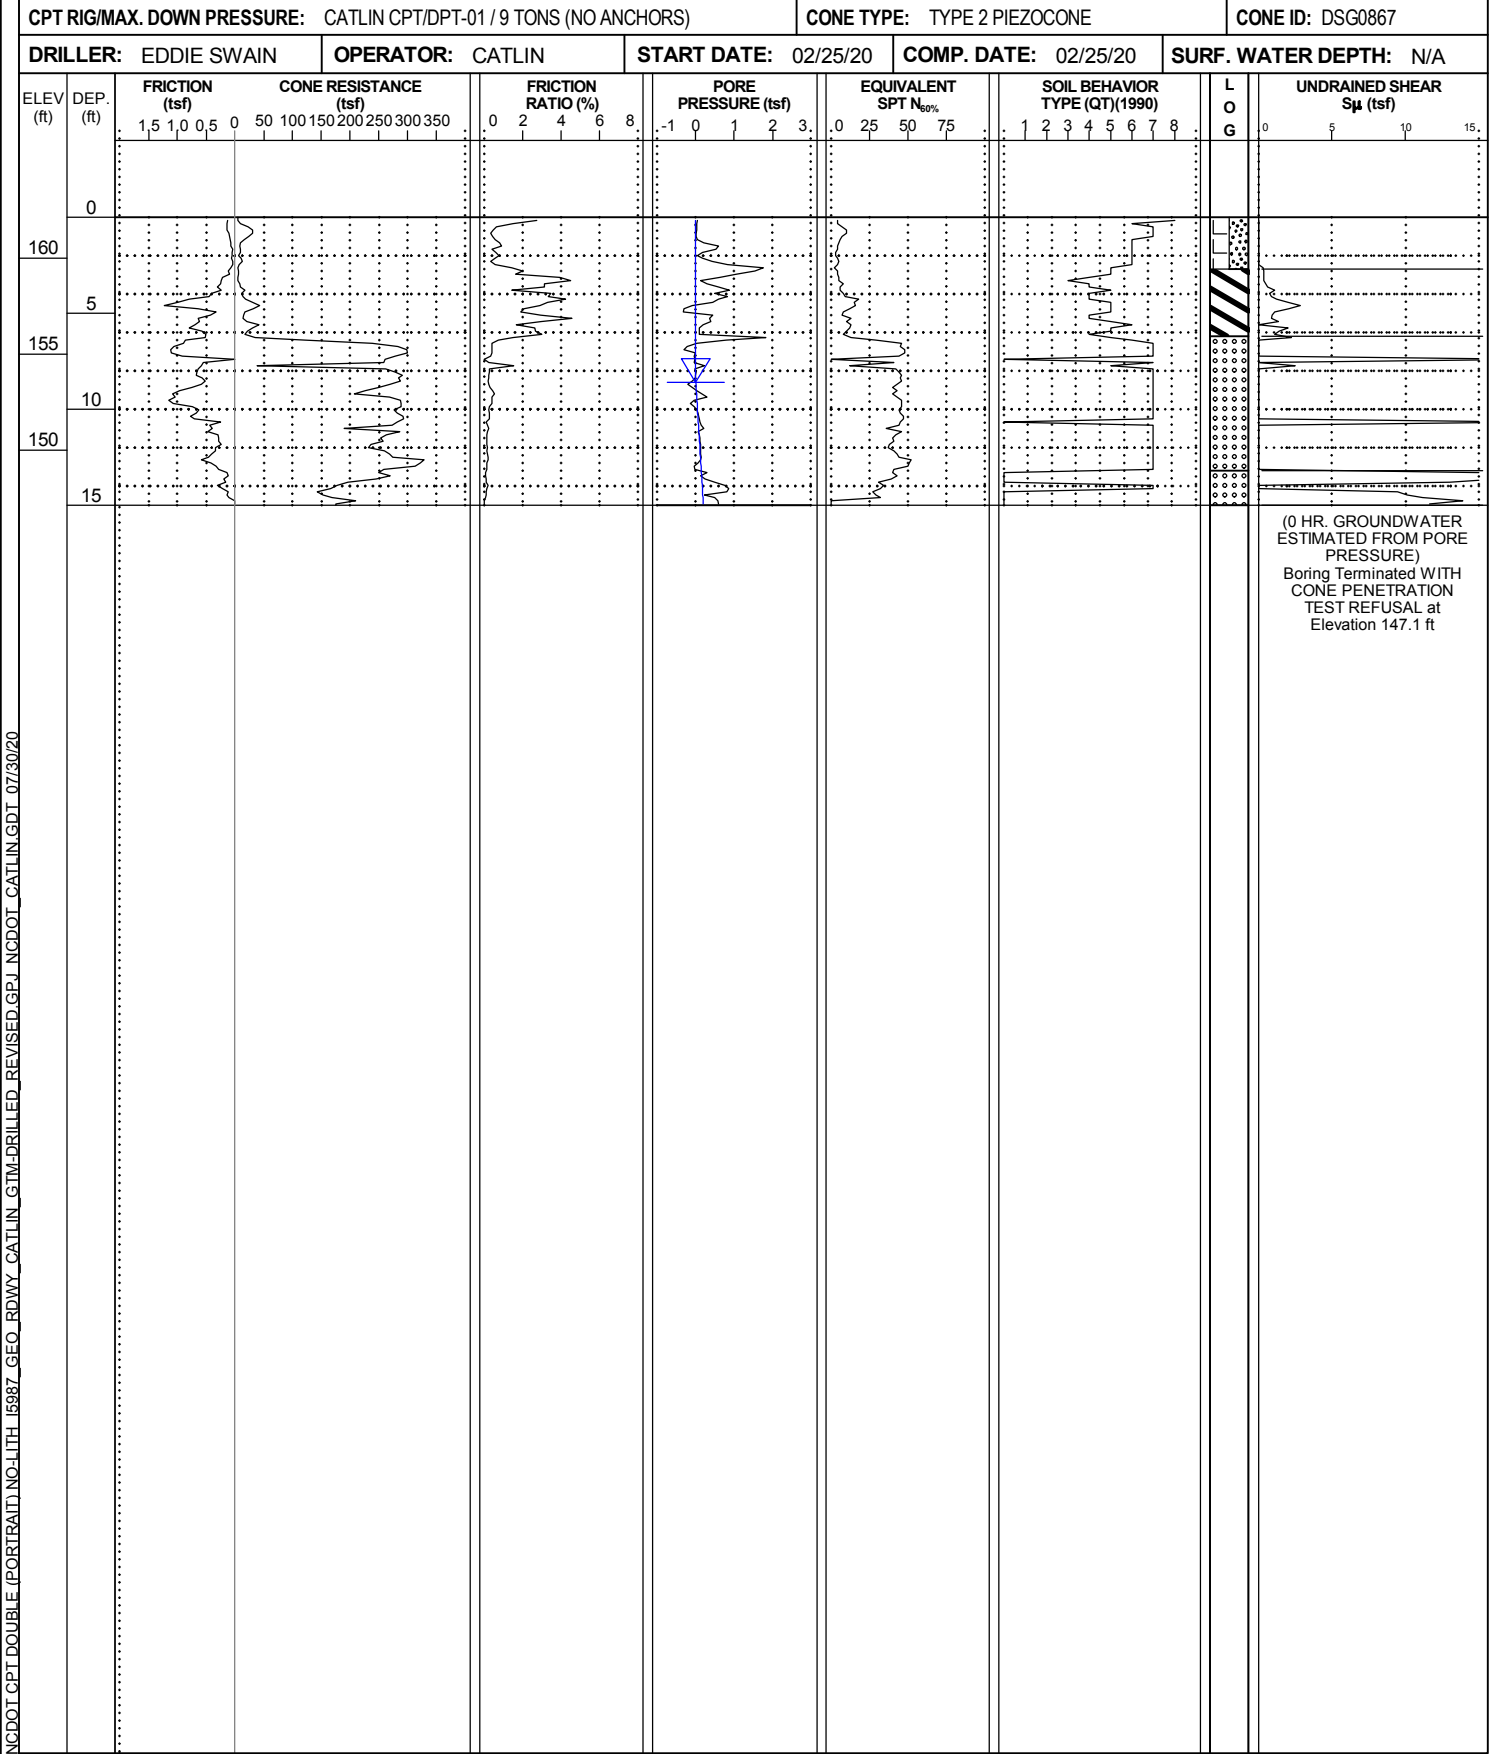 CPT RIG/MAX. DOWN PRESSURE: CATLIN CPT/DPT-01 / 9 TONS (NO ANCHORS) CONE TYPE: TYPE 2 PIEZOCONE CONE ID: DSG0867
DRILLER: EDDIE SWAIN OPERATOR: CATLIN START DATE: 02/25/20 COMP. DATE: 02/25/20 SURF. WATER DEPTH: N/A
ELEV (ft)
DEP. (ft)
FRICTION (tsf)
1.5 1.0 0.5 0
CONE RESISTANCE (tsf)
50 100 150 200 250 300 350
FRICTION RATIO (%)
0 2 4 6 8
PORE PRESSURE (tsf)
-1 0 1 2 3
EQUIVALENT SPT N60%
0 25 50 75
SOIL BEHAVIOR TYPE (QT)(1990)
1 2 3 4 5 6 7 8
L
O
G
UNDRAINED SHEAR
Sµ (tsf)
0 5 10 15
0
160
5
155
10
150
15
(0 HR. GROUNDWATER
ESTIMATED FROM PORE
PRESSURE)
Boring Terminated WITH
CONE PENETRATION
TEST REFUSAL at
Elevation 147.1 ft
NCDOT CPT DOUBLE (PORTRAIT) NO-LITH I5987_GEO_RDWY_CATLIN_GTM-DRILLED_REVISED.GPJ NCDOT_CATLIN.GDT 07/30/20